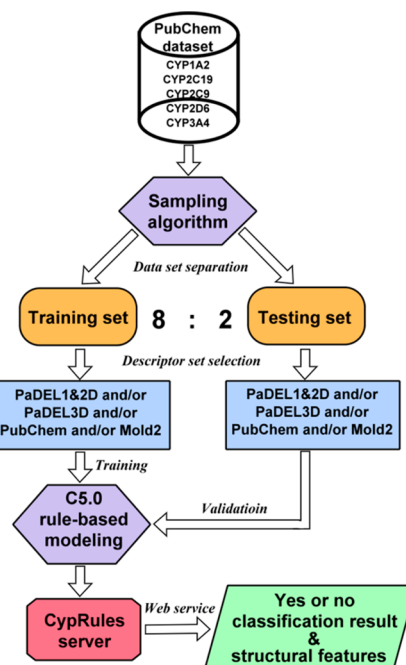 PubChem
dataset
CYP1A2
CYP2C19
CYP2C9
CYP2D6
CYP3A4
Sampling
algorithm
Data set separation
Training set
8 : 2
Testing set
Descriptor set selection
PaDEL1&2D and/or
PaDEL3D and/or
PubChem and/or Mold2
PaDEL1&2D and/or
PaDEL3D and/or
PubChem and/or Mold2
Training
C5.0
rule-based
modeling
Validatioin
CypRules
server
Web service
Yes or no
classification result
&
structural features